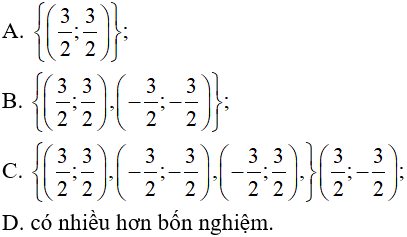 A. {(3/2;3/2)};
B. {(3/2;3/2),(-3/2;-3/2)};
C. {(3/2;3/2),(-3/2;-3/2),(-3/2;3/2),}(3/2;-3/2);
D. có nhiều hơn bốn nghiệm.